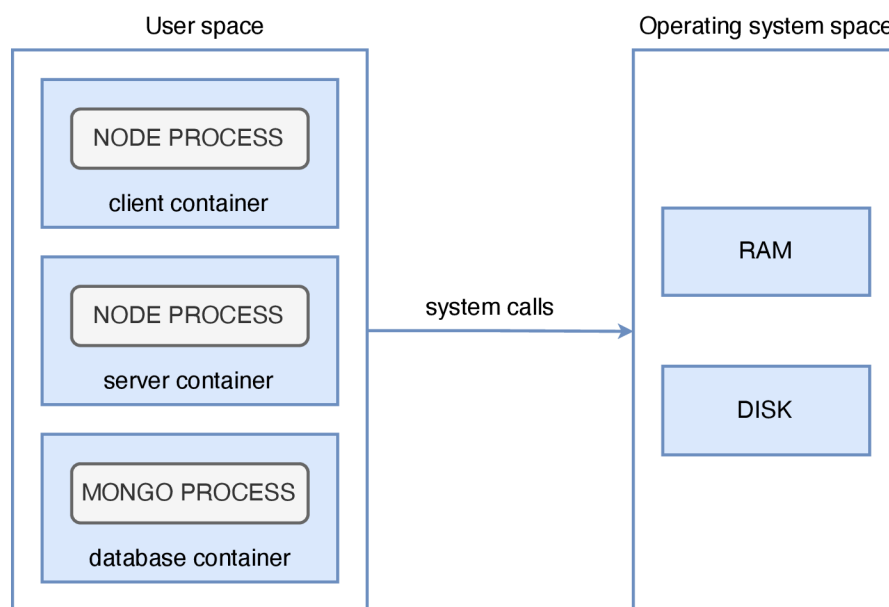 User space
Operating system space
NODE PROCESS
client container
NODE PROCESS
server container
MONGO PROCESS
database container
system calls
RAM
DISK